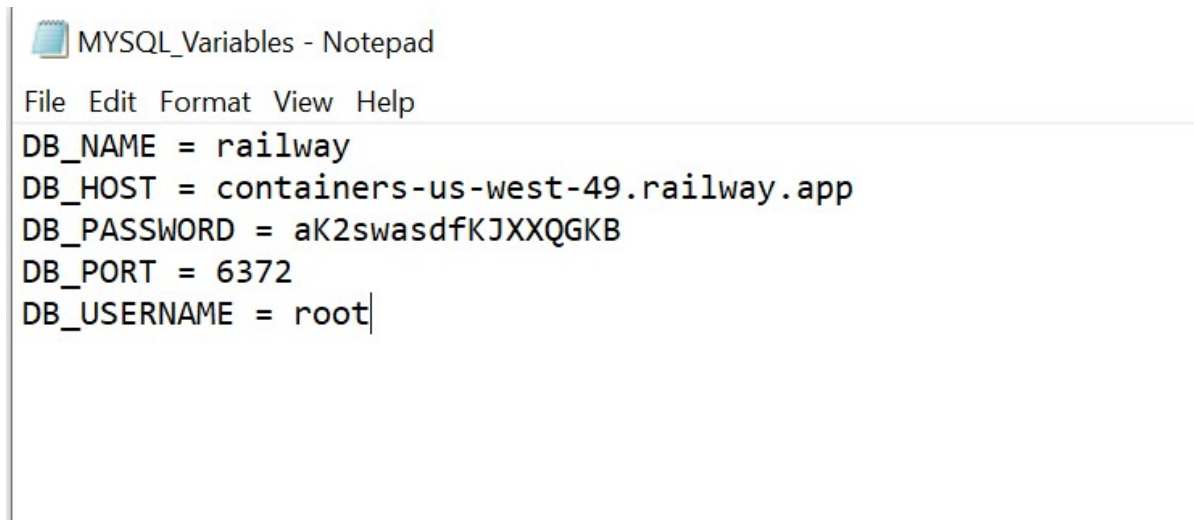 MYSQL_Variables - Notepad
File Edit Format View Help
DB_NAME = railway
DB_HOST = containers-us-west-49.railway.app
DB_PASSWORD = aK2swasdfKJXXQGKB
DB_PORT = 6372
DB_USERNAME = root